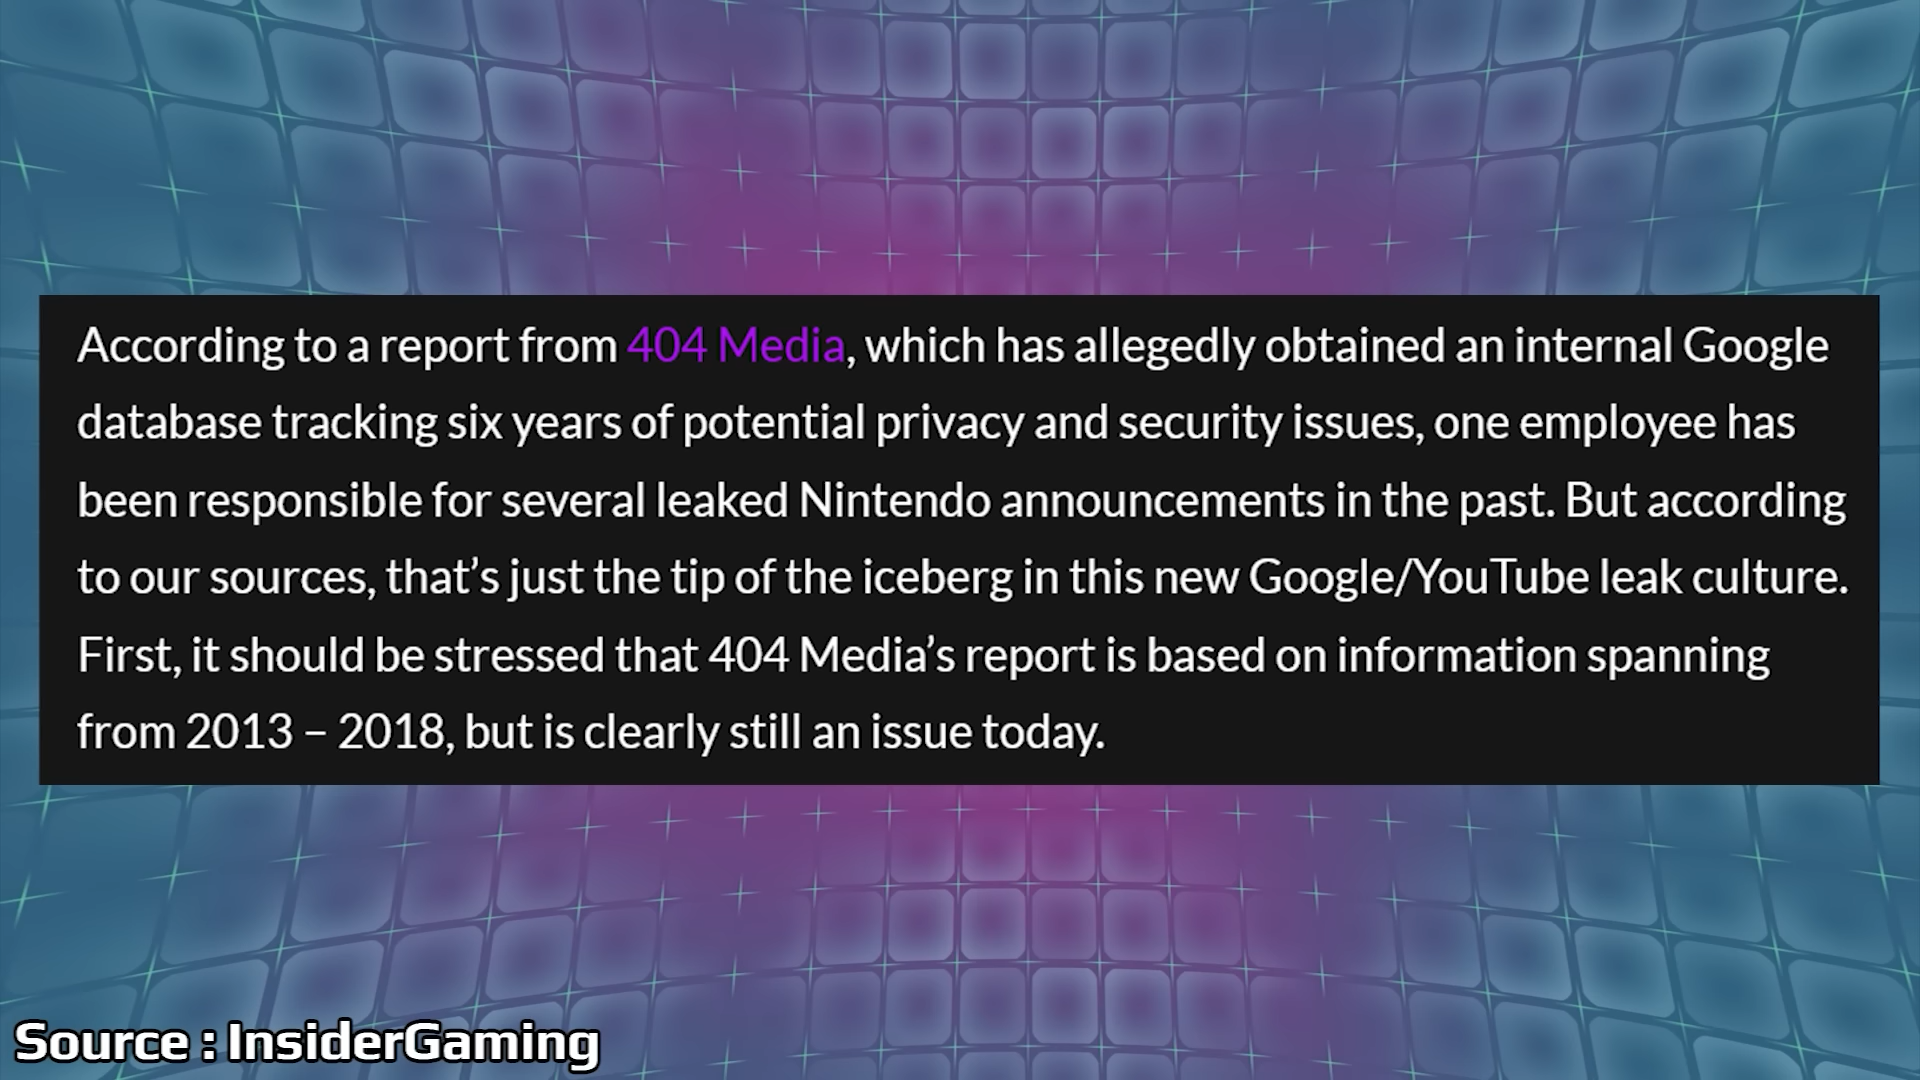 According to a report from 404 Media, which has allegedly obtained an internal Google
database tracking six years of potential privacy and security issues, one employee has
been responsible for several leaked Nintendo announcements in the past. But according
to our sources, that’s just the tip of the iceberg in this new Google/YouTube leak culture.
First, it should be stressed that 404 Media’s report is based on information spanning
from 2013 – 2018, but is clearly still an issue today.
Source : InsiderGaming